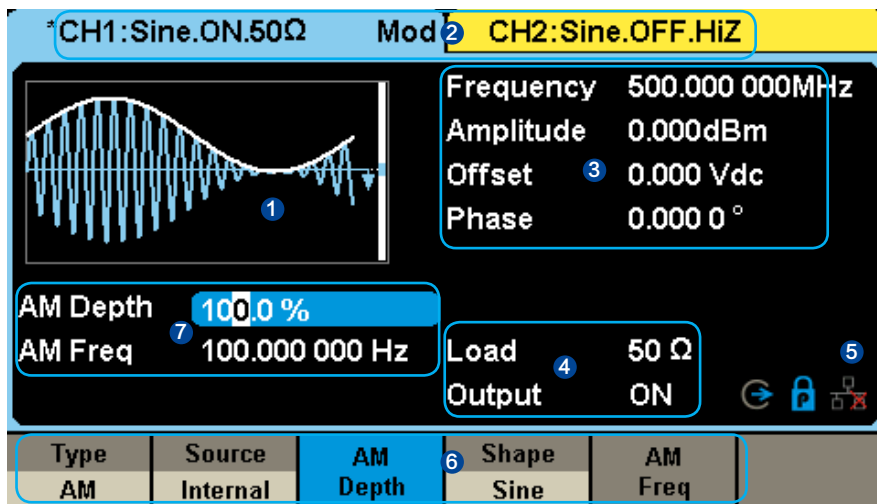 *CH1:Sine.ON.50Ω Mod 2 CH2:Sine.OFF.HiZ
Frequency 500.000 000MHz
Amplitude 0.000dBm
Offset 3 0.000 Vdc
Phase 0.000 0 °
1
AM Depth 100.0 %
7
AM Freq 100.000 000 Hz
Load 50 Ω
4
Output ON
5
P
Type AM
Source Internal
AM Depth
6
Shape Sine
AM Freq